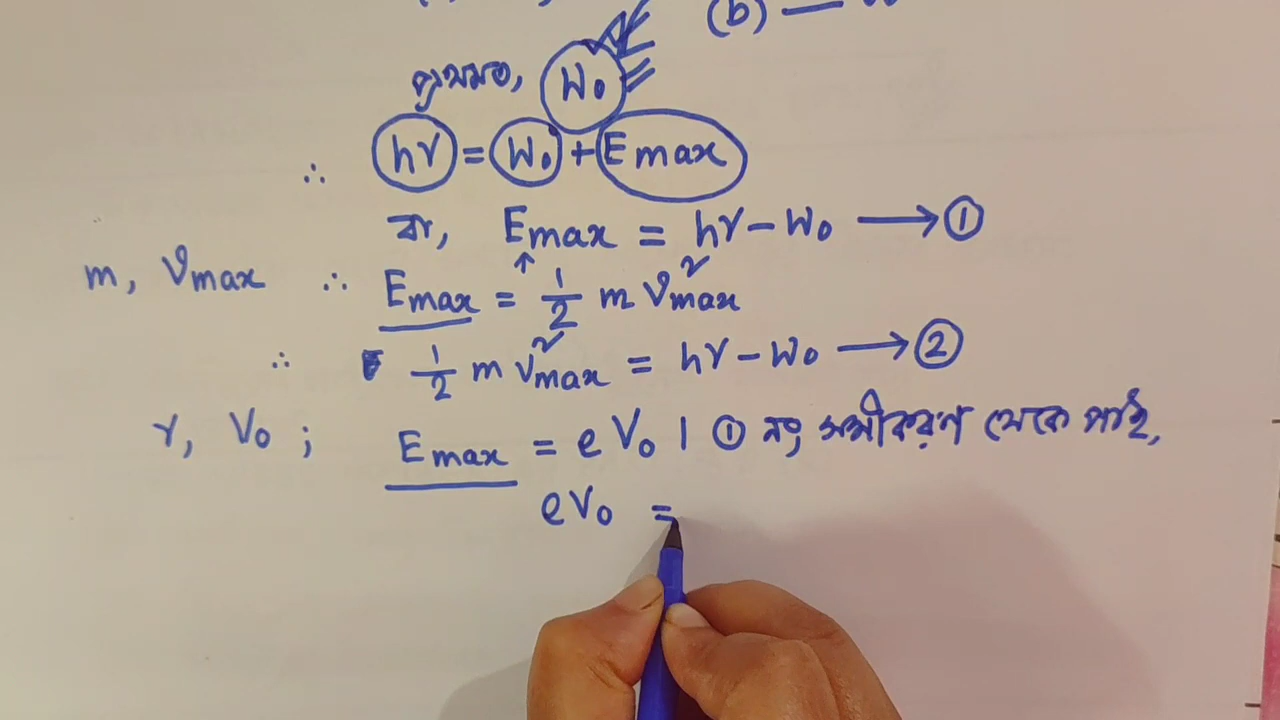 (b) —
W₀
∴ hν = W₀ + Emax
বা, Emax = hν – W₀ ⟶ ①
m, vmax ∴ Emax = ½ m v²max
∴ ½ m v²max = hν – W₀ ⟶ ②
ν, V₀ ; Emax = eV₀ । ① নং সমীকরণ থেকে পাই,
eV₀ =